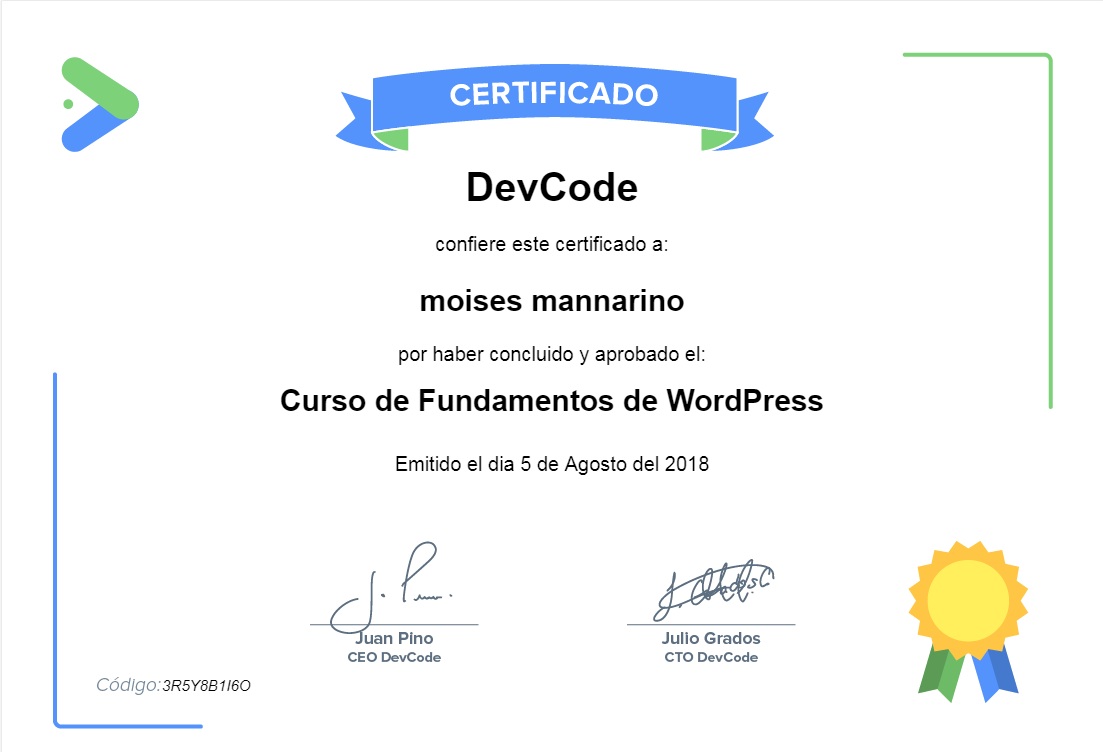 CERTIFICADO
DevCode
confiere este certificado a:
moises mannarino
por haber concluido y aprobado el:
Curso de Fundamentos de WordPress
Emitido el dia 5 de Agosto del 2018
Juan Pino
CEO DevCode
Julio Grados
CTO DevCode
Código:3R5Y8B1I6O